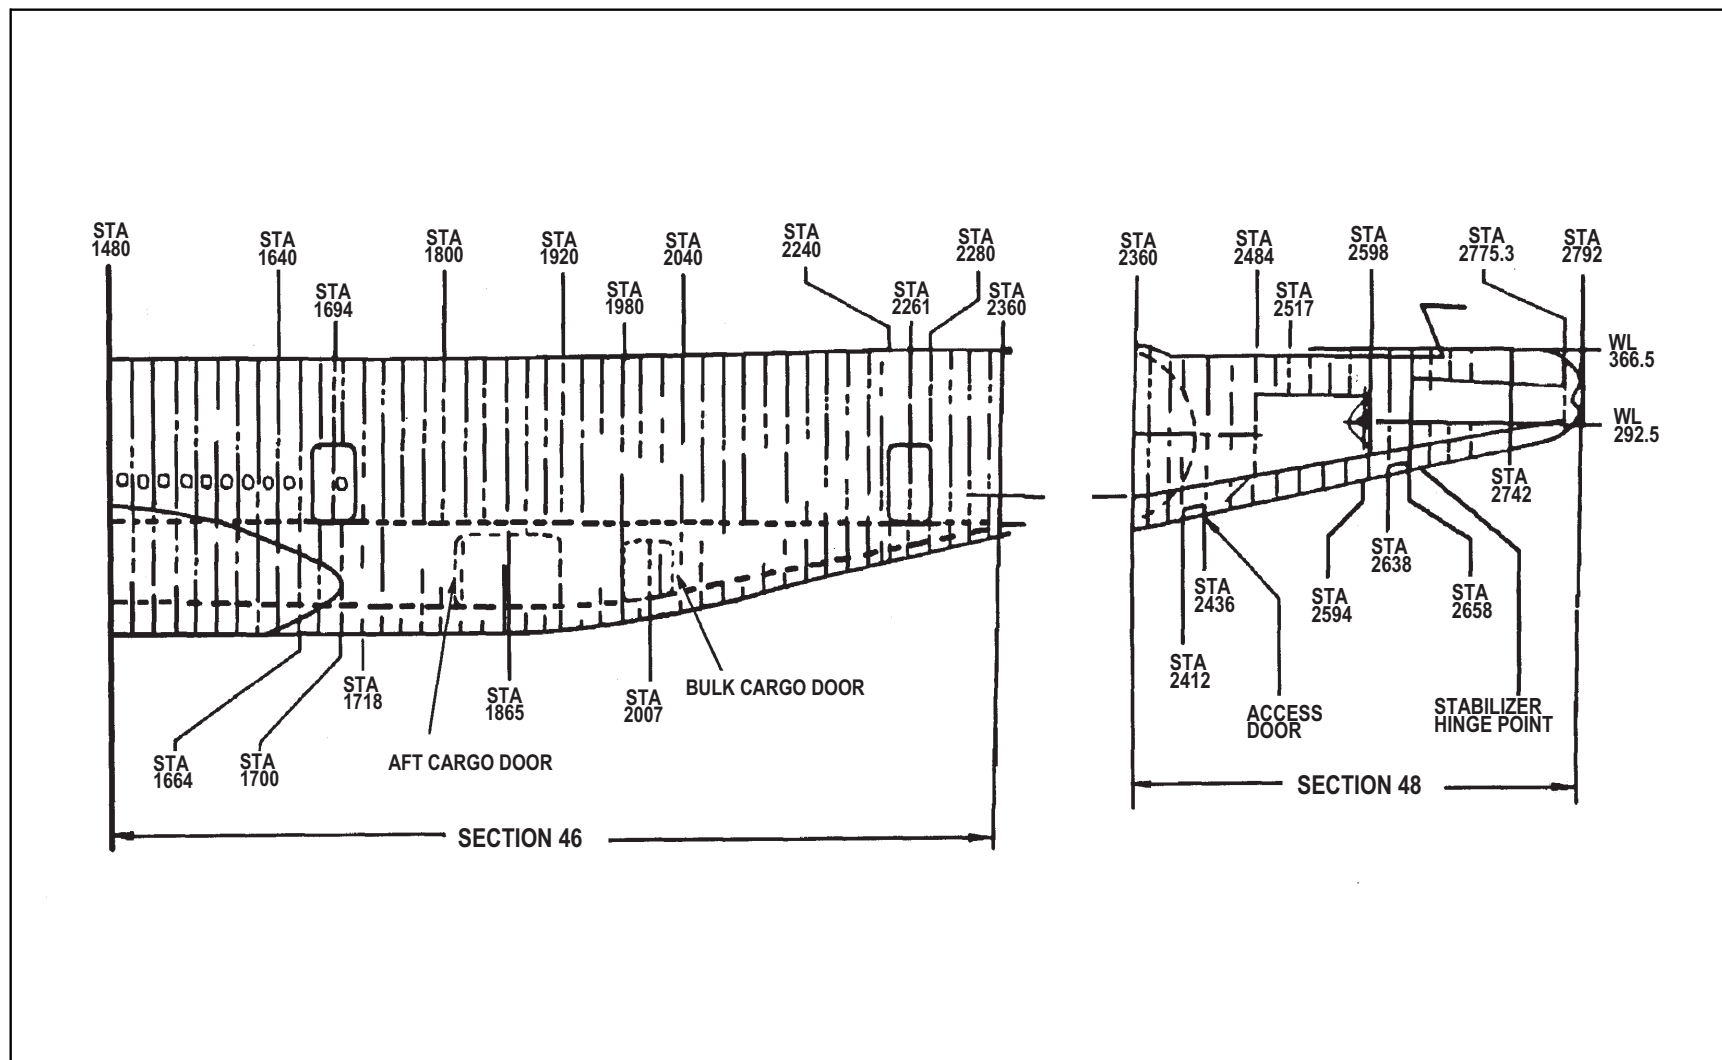 STA
1480
STA
1640
STA
1694
STA
1800
STA
1920
STA
1980
STA
2040
STA
2240
STA
2261
STA
2280
STA
2360
STA
1664
STA
1700
STA
1718
AFT CARGO DOOR
STA
1865
STA
2007
BULK CARGO DOOR
SECTION 46
STA
2360
STA
2484
STA
2517
STA
2598
STA
2775.3
STA
2792
WL
366.5
WL
292.5
STA
2742
STA
2638
STA
2658
STA
2594
STA
2436
STA
2412
ACCESS
DOOR
STABILIZER
HINGE POINT
SECTION 48